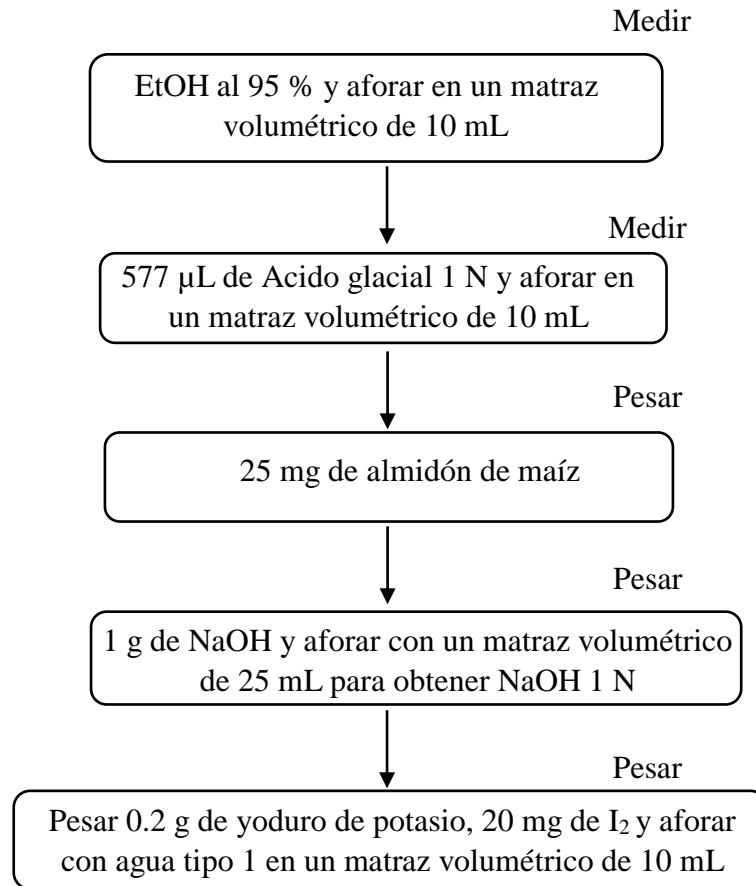 Medir
EtOH al 95 % y aforar en un matraz
volumétrico de 10 mL
Medir
577 µL de Acido glacial 1 N y aforar en
un matraz volumétrico de 10 mL
Pesar
25 mg de almidón de maíz
Pesar
1 g de NaOH y aforar con un matraz volumétrico
de 25 mL para obtener NaOH 1 N
Pesar
Pesar 0.2 g de yoduro de potasio, 20 mg de I₂ y aforar
con agua tipo 1 en un matraz volumétrico de 10 mL